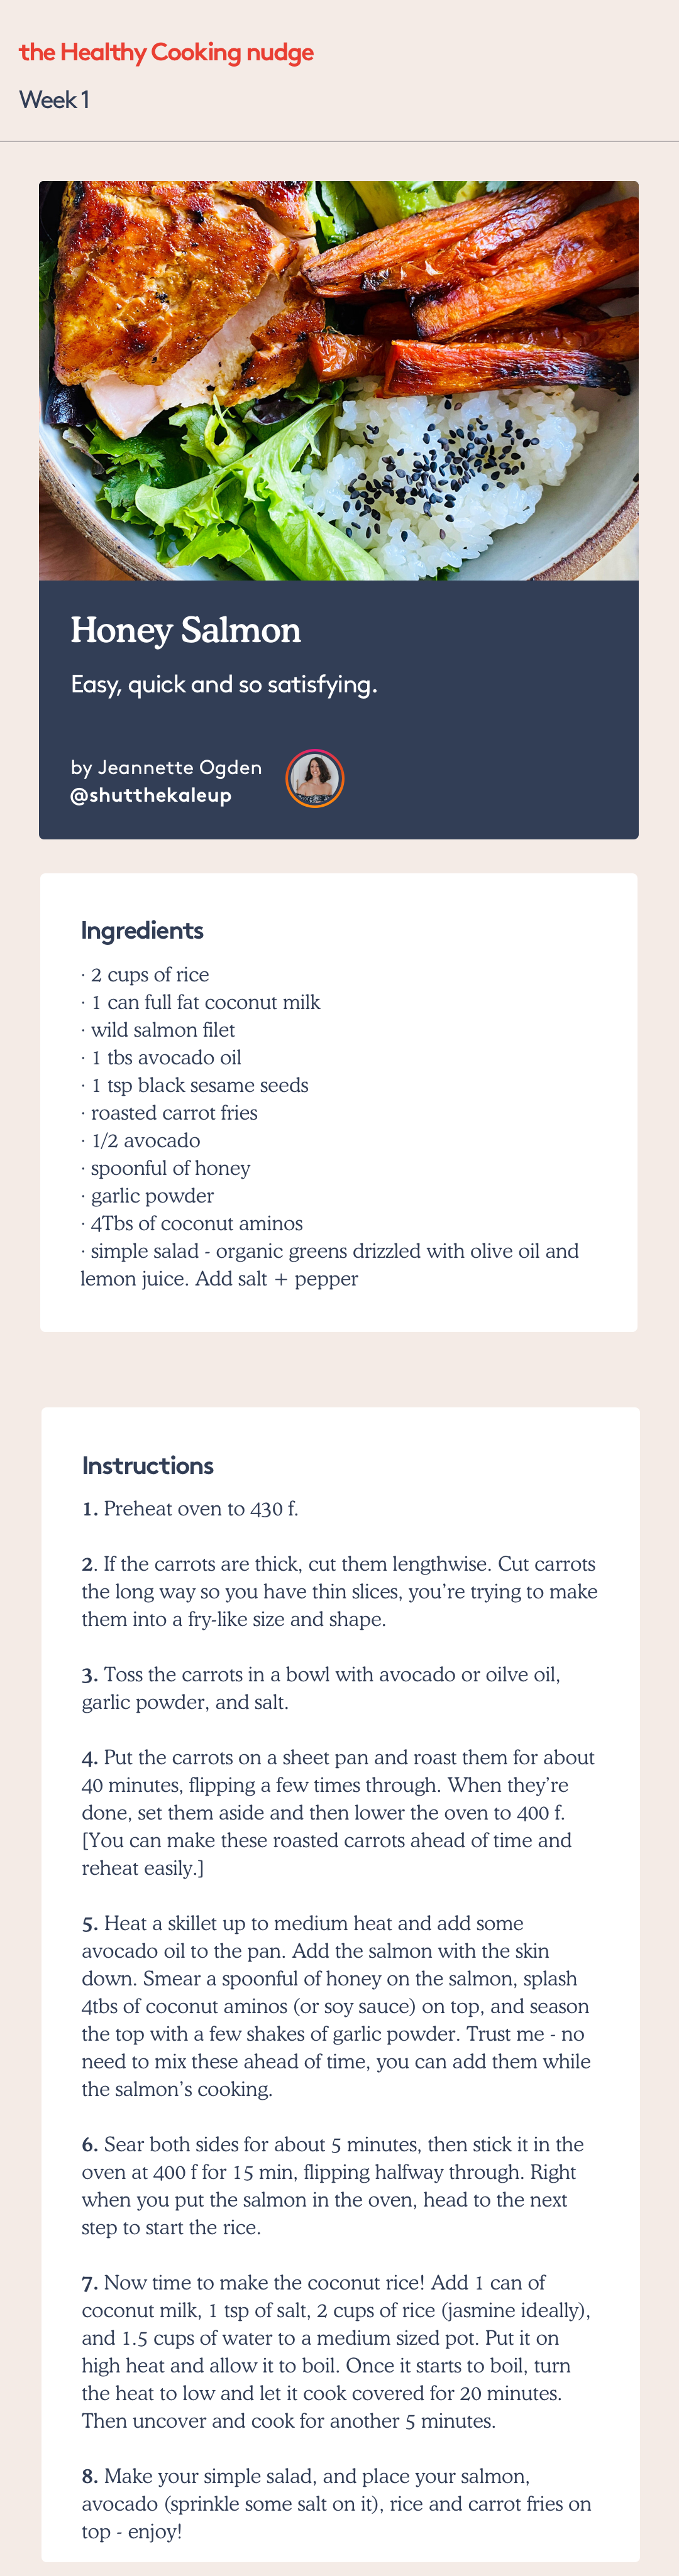 the Healthy Cooking nudge
Week 1
Honey Salmon
Easy, quick and so satisfying.
by Jeannette Ogden
@shutthekaleup
Ingredients
· 2 cups of rice
· 1 can full fat coconut milk
· wild salmon filet
· 1 tbs avocado oil
· 1 tsp black sesame seeds
· roasted carrot fries
· 1/2 avocado
· spoonful of honey
· garlic powder
· 4Tbs of coconut aminos
· simple salad - organic greens drizzled with olive oil and
lemon juice. Add salt + pepper
Instructions
1. Preheat oven to 430 f.
2. If the carrots are thick, cut them lengthwise. Cut carrots
the long way so you have thin slices, you’re trying to make
them into a fry-like size and shape.
3. Toss the carrots in a bowl with avocado or oilve oil,
garlic powder, and salt.
4. Put the carrots on a sheet pan and roast them for about
40 minutes, flipping a few times through. When they’re
done, set them aside and then lower the oven to 400 f.
[You can make these roasted carrots ahead of time and
reheat easily.]
5. Heat a skillet up to medium heat and add some
avocado oil to the pan. Add the salmon with the skin
down. Smear a spoonful of honey on the salmon, splash
4tbs of coconut aminos (or soy sauce) on top, and season
the top with a few shakes of garlic powder. Trust me - no
need to mix these ahead of time, you can add them while
the salmon’s cooking.
6. Sear both sides for about 5 minutes, then stick it in the
oven at 400 f for 15 min, flipping halfway through. Right
when you put the salmon in the oven, head to the next
step to start the rice.
7. Now time to make the coconut rice! Add 1 can of
coconut milk, 1 tsp of salt, 2 cups of rice (jasmine ideally),
and 1.5 cups of water to a medium sized pot. Put it on
high heat and allow it to boil. Once it starts to boil, turn
the heat to low and let it cook covered for 20 minutes.
Then uncover and cook for another 5 minutes.
8. Make your simple salad, and place your salmon,
avocado (sprinkle some salt on it), rice and carrot fries on
top - enjoy!